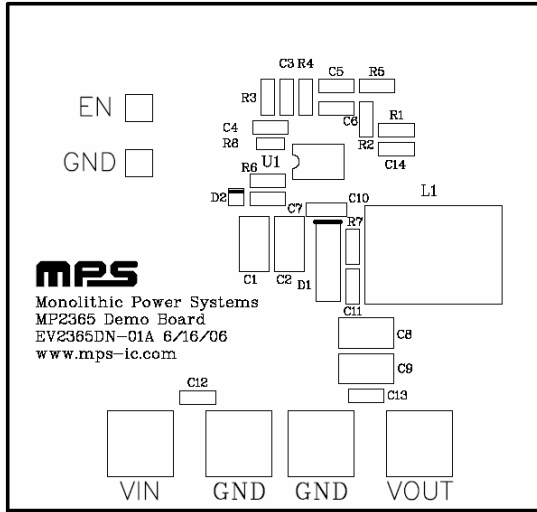 C3 R4 C5 R5
R3
EN
C4
C6
R1
R8
R2
C14
U1
GND
R6
D2
C7
C10
L1
R7
C1 C2 D1
C11
mps
Monolithic Power Systems
MP2365 Demo Board
EV2365DN-01A 6/16/06
www.mps-ic.com
C8
C9
C12
C13
VIN GND GND VOUT